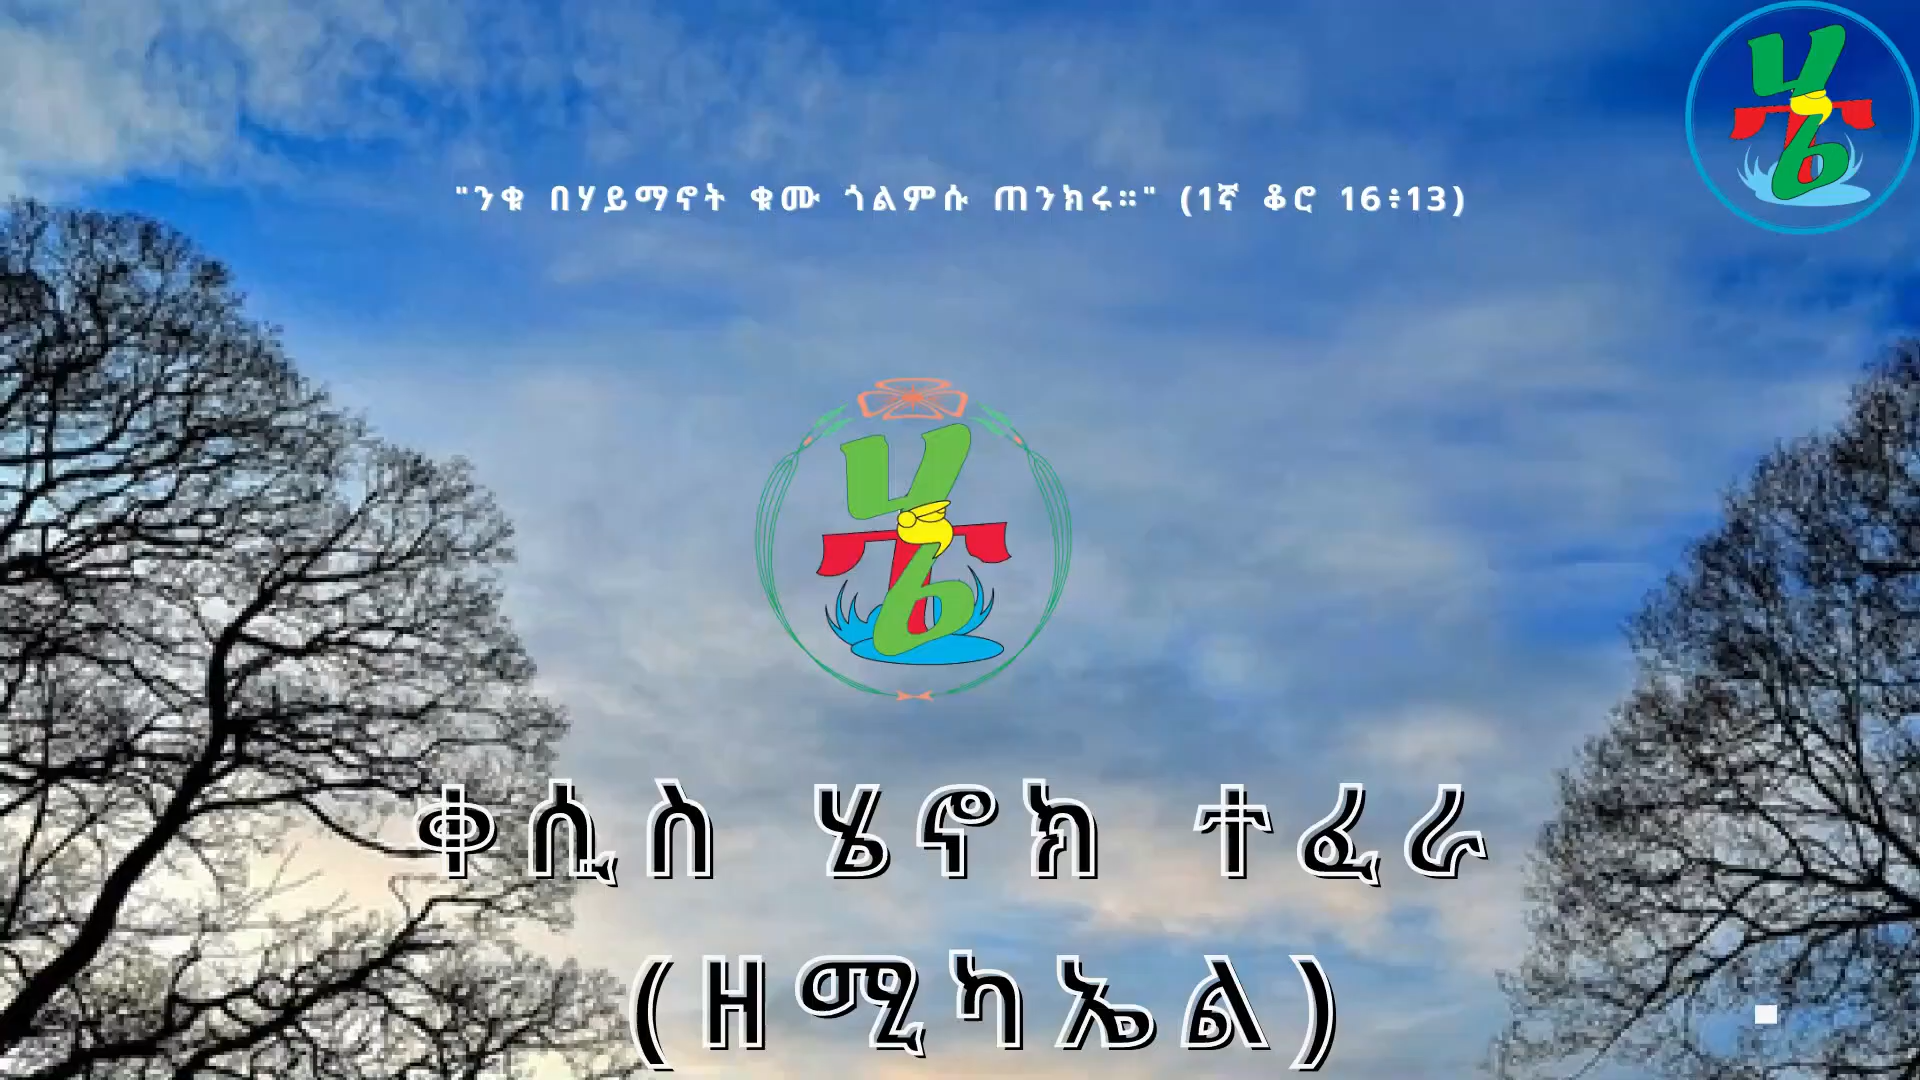 "ንቁ በሃይማኖት ቁሙ ጎልምሱ ጠንክሩ።" (1ኛ ቆሮ 16፥13)
ቀሲስ ሄኖክ ተፈራ
(ዘሚካኤል)